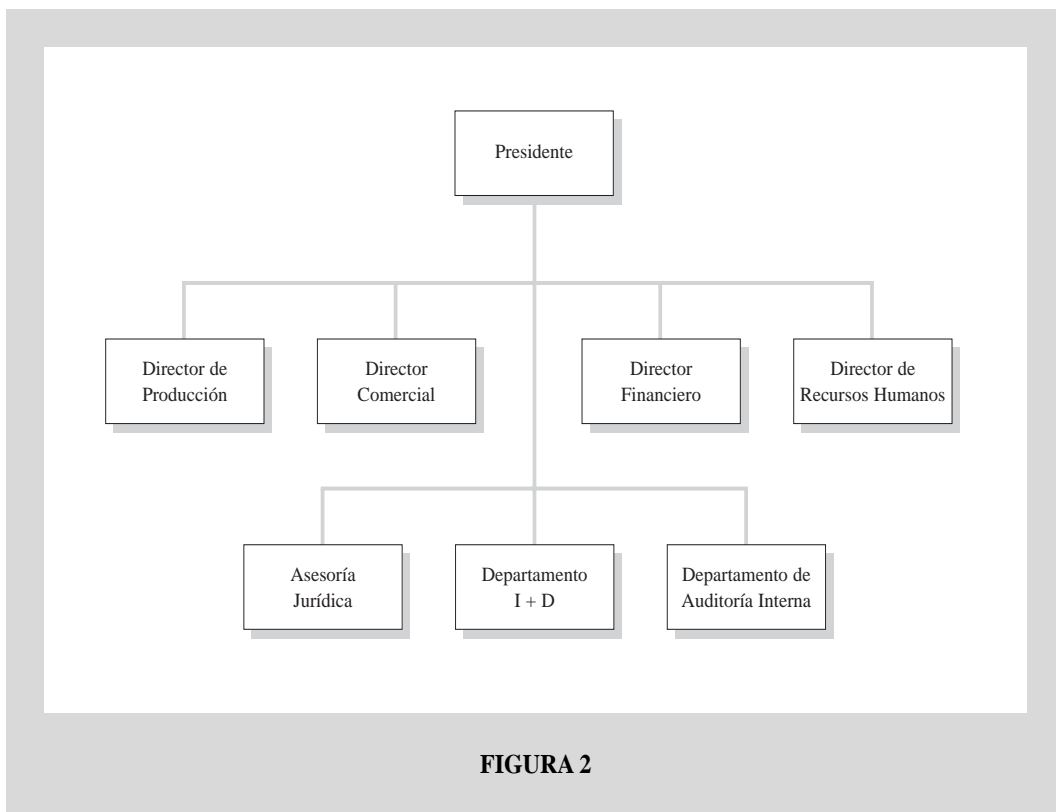 Presidente
Director de
Producción
Director
Comercial
Director
Financiero
Director de
Recursos Humanos
Asesoría
Jurídica
Departamento
I + D
Departamento de
Auditoría Interna
FIGURA 2